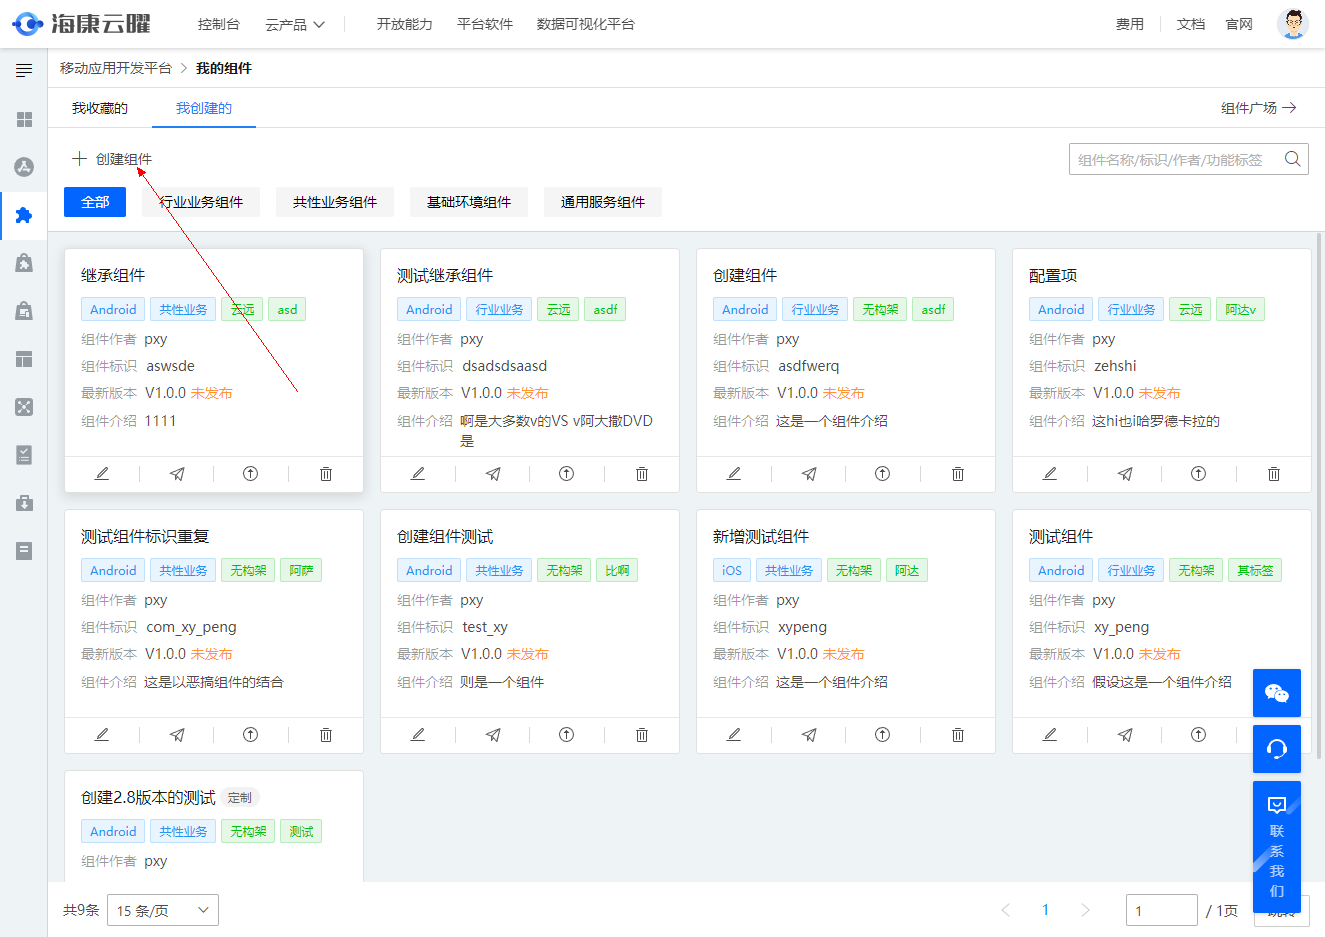 海康云曜 控制台 云产品 开放能力 平台软件 数据可视化平台 费用 文档 官网
移动应用开发平台 > 我的组件
我收藏的 我创建的 组件广场
创建组件 组件名称/标识/作者/功能标签
全部 行业业务组件 共性业务组件 基础环境组件 通用服务组件
继承组件
Android 共性业务 云远 asd
组件作者 pxy
组件标识 aswsde
最新版本 V1.0.0 未发布
组件介绍 1111
测试继承组件
Android 行业业务 云远 asdf
组件作者 pxy
组件标识 dsadsdsaasd
最新版本 V1.0.0 未发布
组件介绍 啊是大多数v的VS v阿大撒DVD
是
创建组件
Android 行业业务 无构架 asdf
组件作者 pxy
组件标识 asdfwerq
最新版本 V1.0.0 未发布
组件介绍 这是一个组件介绍
配置项
Android 行业业务 云远 阿达v
组件作者 pxy
组件标识 zehshi
最新版本 V1.0.0 未发布
组件介绍 这hi也i哈罗德卡拉的
测试组件标识重复
Android 共性业务 无构架 阿萨
组件作者 pxy
组件标识 com_xy_peng
最新版本 V1.0.0 未发布
组件介绍 这是以恶搞组件的结合
创建组件测试
Android 共性业务 无构架 比啊
组件作者 pxy
组件标识 test_xy
最新版本 V1.0.0 未发布
组件介绍 则是一个组件
新增测试组件
iOS 共性业务 无构架 阿达
组件作者 pxy
组件标识 xypeng
最新版本 V1.0.0 未发布
组件介绍 这是一个组件介绍
测试组件
Android 行业业务 无构架 其标签
组件作者 pxy
组件标识 xy_peng
最新版本 V1.0.0 未发布
组件介绍 假设这是一个组件介绍
创建2.8版本的测试 定制
Android 共性业务 无构架 测试
组件作者 pxy
联
系
我
们
共9条 15 条/页 1 1 / 1页